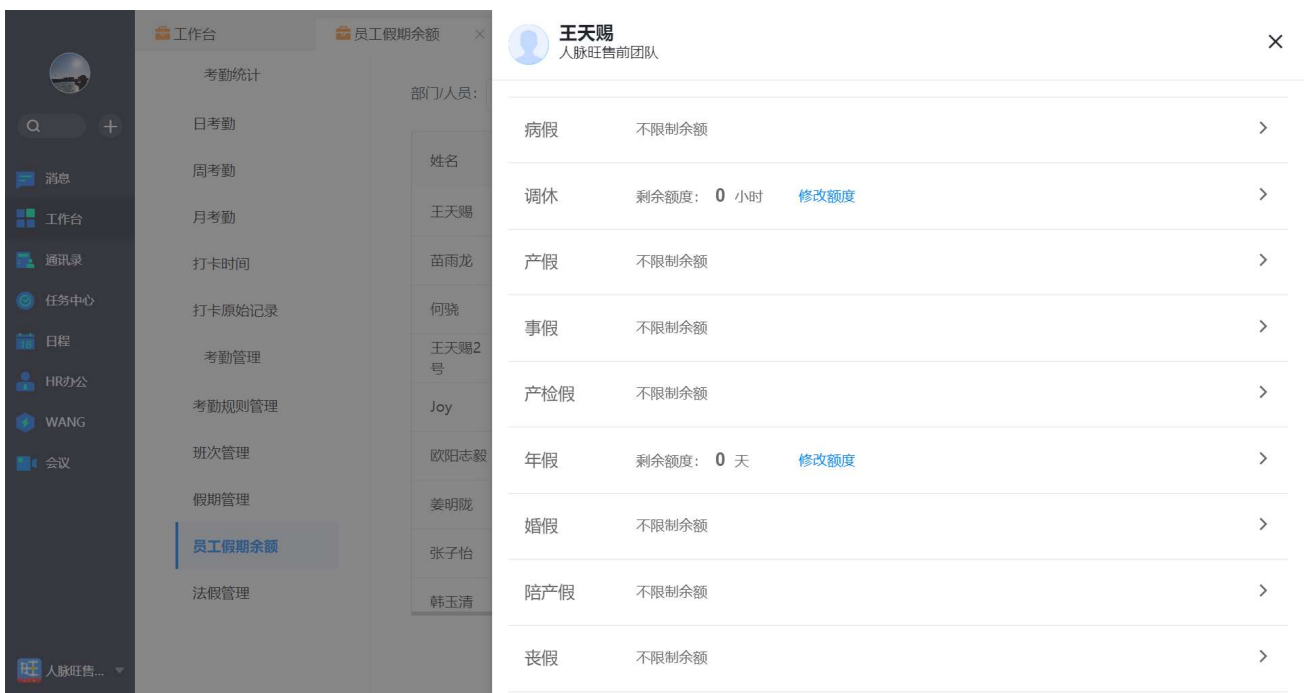 工作台
员工假期余额
消息
工作台
通讯录
任务中心
日程
16
HR办公
WANG
会议
人脉旺售...
考勤统计
日考勤
周考勤
月考勤
打卡时间
打卡原始记录
考勤管理
考勤规则管理
班次管理
假期管理
员工假期余额
法假管理
部门/人员：
姓名
王天赐
苗雨龙
何骁
王天赐2
号
Joy
欧阳志毅
姜明陇
张子怡
韩玉清
王天赐
人脉旺售前团队
病假 不限制余额
调休 剩余额度： 0 小时 修改额度
产假 不限制余额
事假 不限制余额
产检假 不限制余额
年假 剩余额度： 0 天 修改额度
婚假 不限制余额
陪产假 不限制余额
丧假 不限制余额